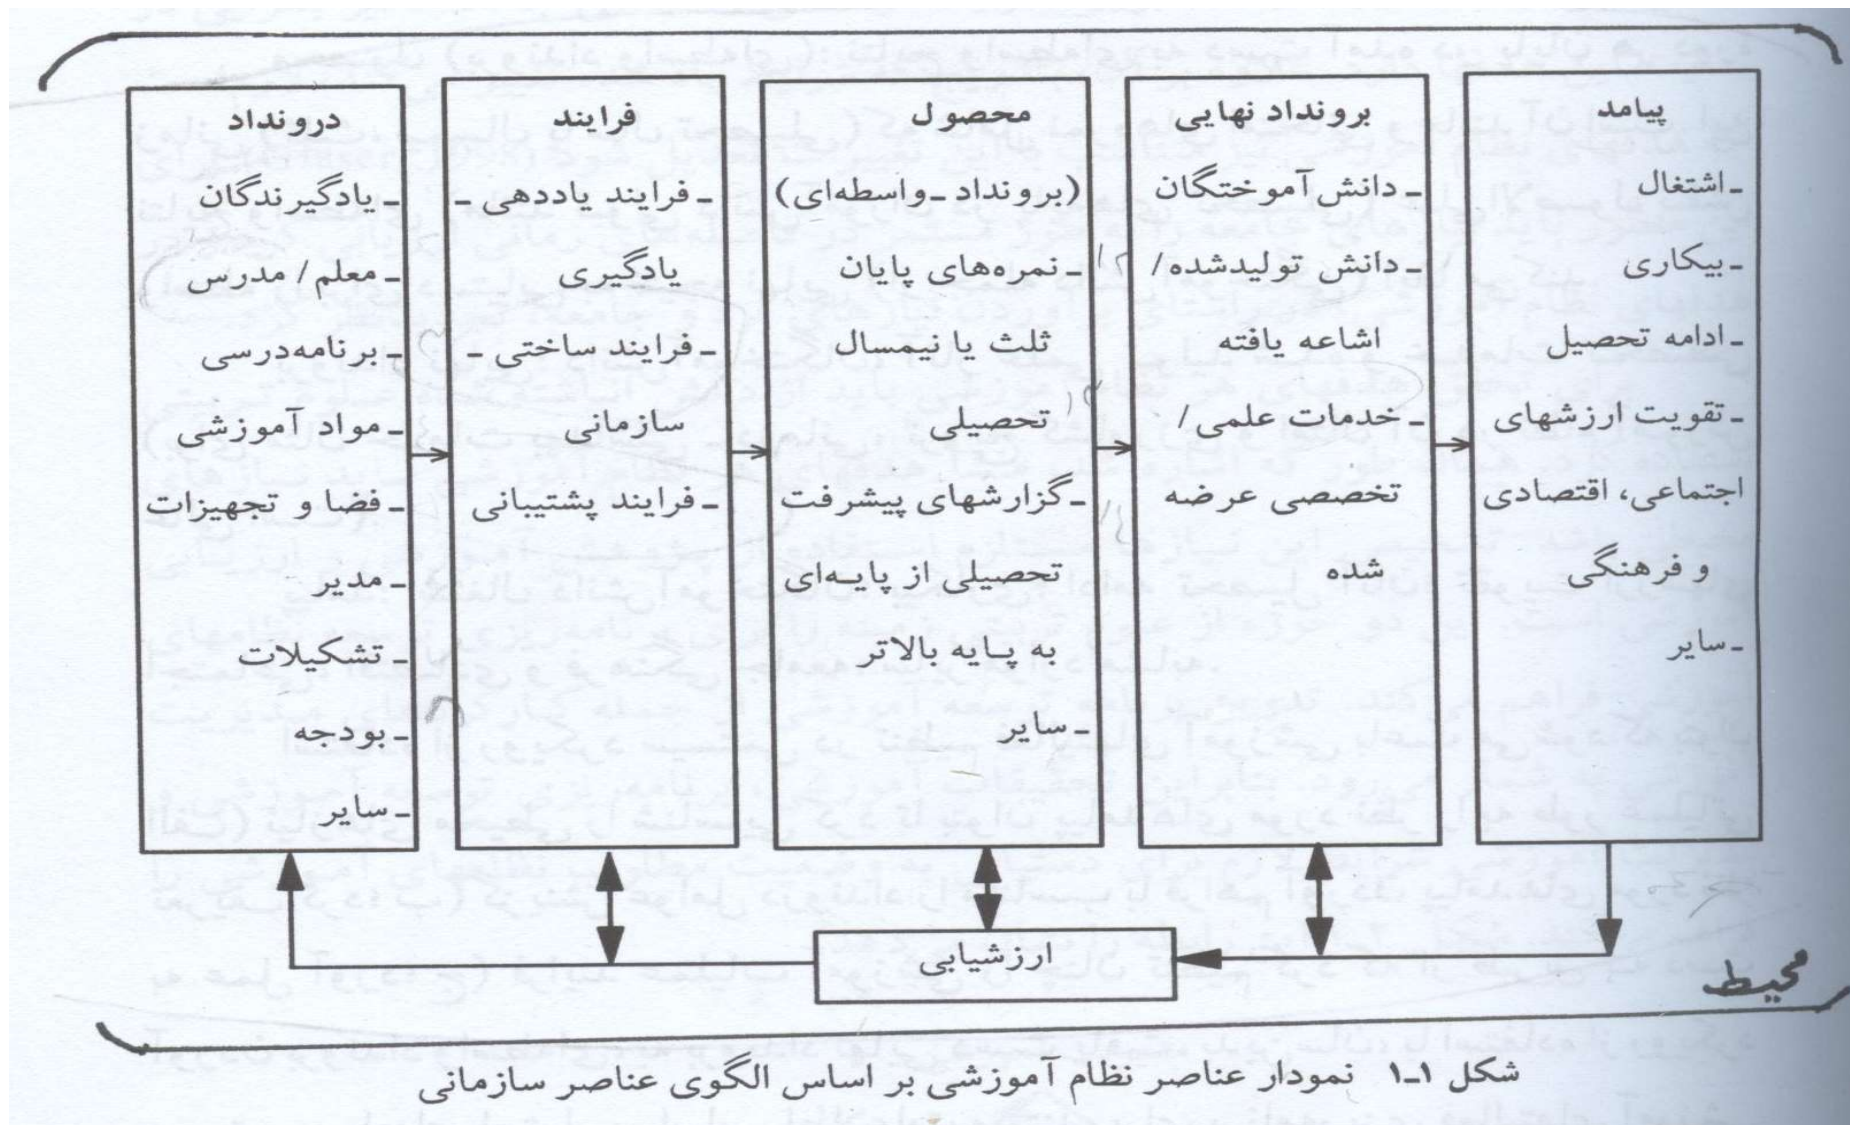 دروندادِ
ـ یادگیرندگان
ـ معلم / مدرس
ـ برنامه‌درسی
ـ مواد آموزشی
ـ فضا و تجهیزات
ـ مدیر
ـ تشکیلات
ـ بودجه
ـ سایر
فرایند
ـ فرایند یاددهی ـ
یادگیری
ـ فرایند ساختی ـ
سازمانی
ـ فرایند پشتیبانی
محصول
(برونداد ـ واسطه‌ای)
ـ نمره‌های پایان
ثلث یا نیمسال
تحصیلی
ـ گزارشهای پیشرفت
تحصیلی از پایه‌ای
به پایه بالاتر
ـ سایر
برونداد نهایی
ـ دانش آموختگان
ـ دانش تولیدشده/
اشاعه یافته
ـ خدمات علمی/
تخصصی عرضه
شده
پیامد
ـ اشتغال
ـ بیکاری
ـ ادامه تحصیل
ـ تقویت ارزشهای
اجتماعی، اقتصادی
و فرهنگی
ـ سایر
ارزشیابی
محیط
شکل ۱ـ۱ نمودار عناصر نظام آموزشی بر اساس الگوی عناصر سازمانی